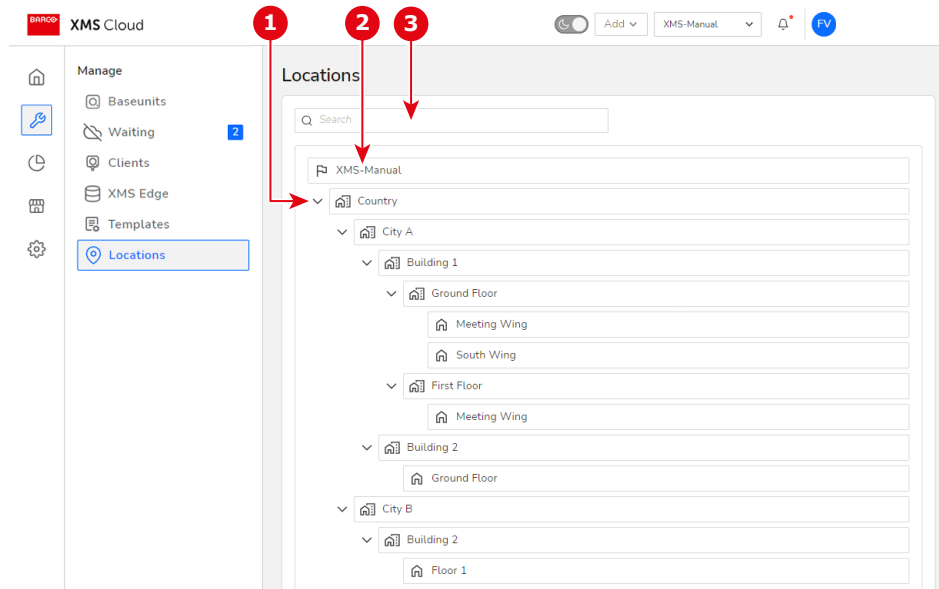 BARCO XMS Cloud
1
2
3
Add
XMS-Manual
FV
Manage
Baseunits
Waiting 2
Clients
XMS Edge
Templates
Locations
Locations
Search
XMS-Manual
Country
City A
Building 1
Ground Floor
Meeting Wing
South Wing
First Floor
Meeting Wing
Building 2
Ground Floor
City B
Building 2
Floor 1